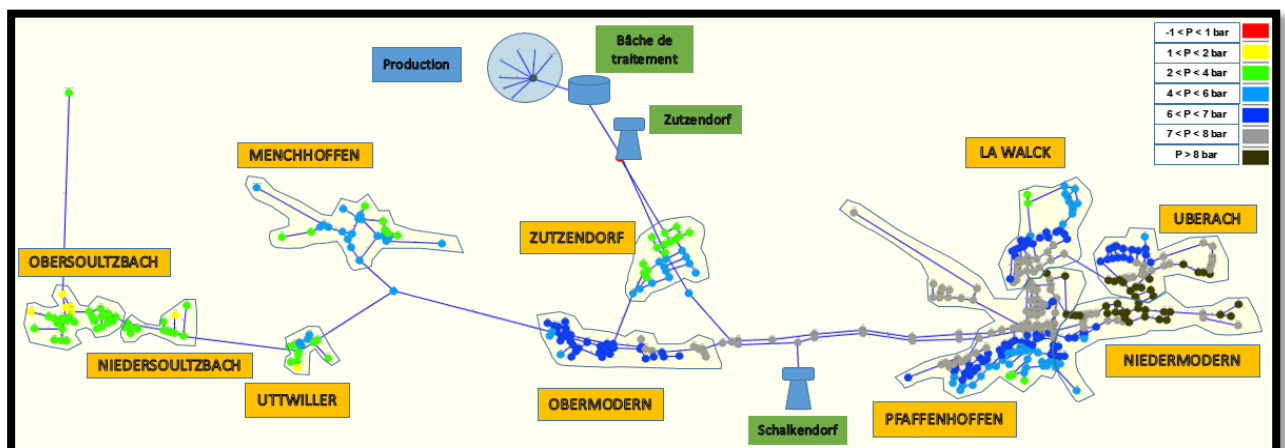 Production
Bâche de
traitement
Zutzendorf
-1 < P < 1 bar
1 < P < 2 bar
2 < P < 4 bar
4 < P < 6 bar
6 < P < 7 bar
7 < P < 8 bar
P > 8 bar
MENCHHOFFEN
LA WALCK
UBERACH
ZUTZENDORF
OBERSOULTZBACH
NIEDERSOULTZBACH
UTTWILLER
OBERMODERN
Schalkendorf
PFAFFENHOFFEN
NIEDERMODERN